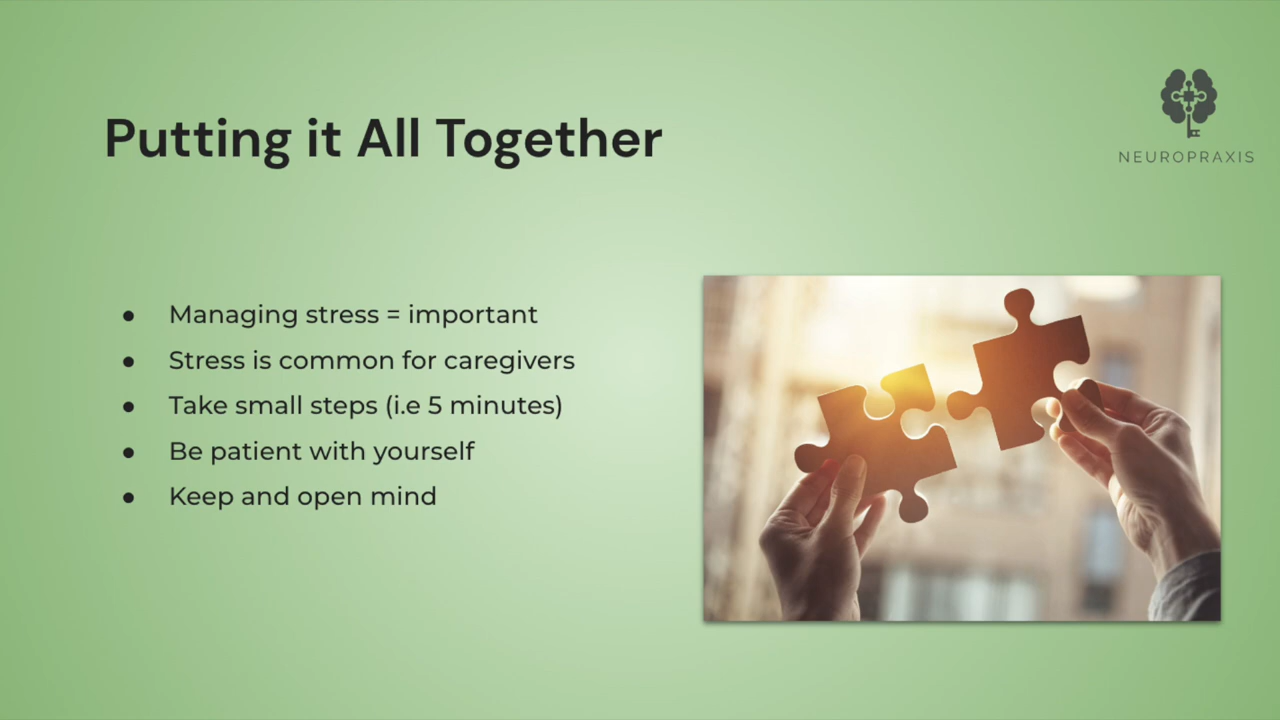 Putting it All Together
NEUROPRAXIS
● Managing stress = important
● Stress is common for caregivers
● Take small steps (i.e 5 minutes)
● Be patient with yourself
● Keep and open mind